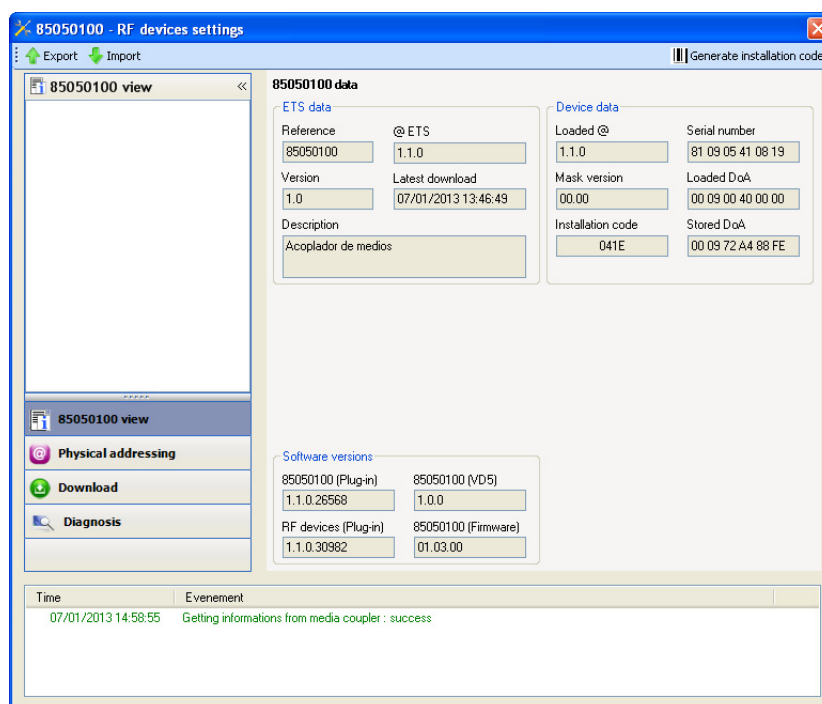 85050100 - RF devices settings
Export Import Generate installation code
85050100 view «
85050100 data
ETS data
Reference @ ETS
85050100 1.1.0
Version Latest download
1.0 07/01/2013 13:46:49
Description
Acoplador de medios
Device data
Loaded @ Serial number
1.1.0 81 09 05 41 08 19
Mask version Loaded DoA
00.00 00 09 00 40 00 00
Installation code Stored DoA
041E 00 09 72 A4 88 FE
85050100 view
Physical addressing
Download
Diagnosis
Software versions
85050100 (Plug-in) 85050100 (VD5)
1.1.0.26568 1.0.0
RF devices (Plug-in) 85050100 (Firmware)
1.1.0.30982 01.03.00
Time Evenement
07/01/2013 14:58:55 Getting informations from media coupler : success